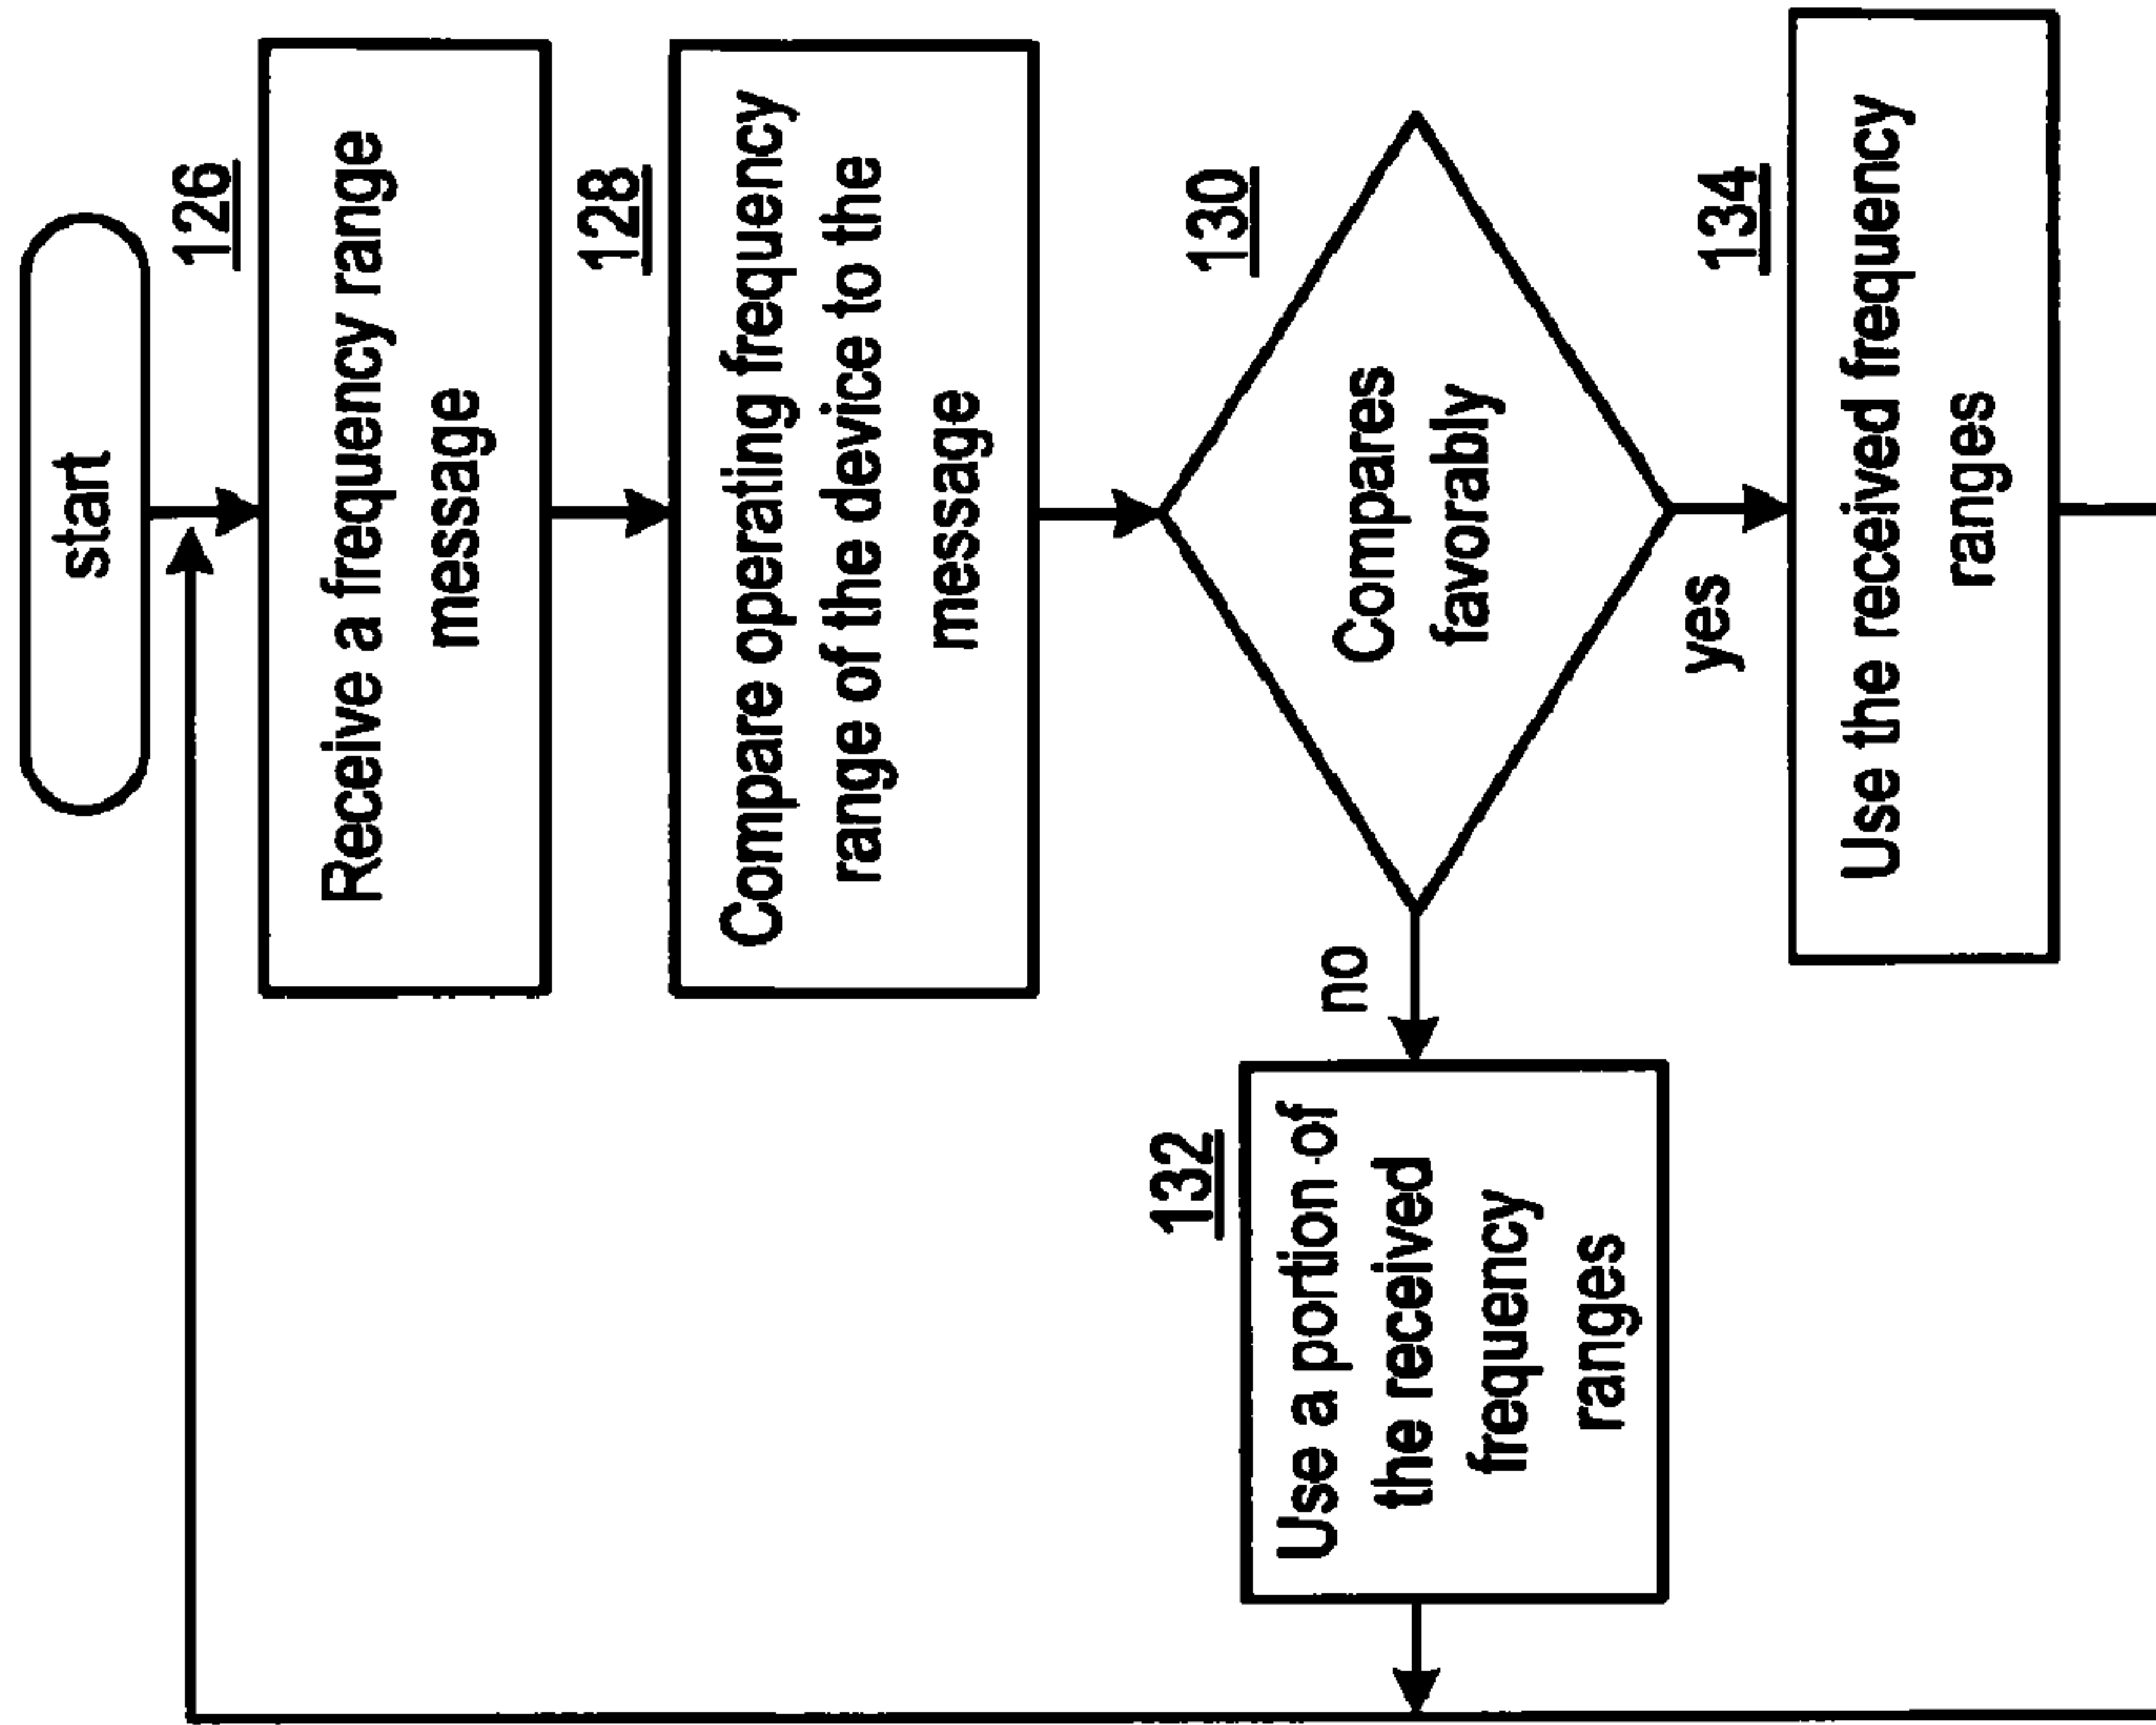 start
126
Receive a frequency range
message
128
Compare operating frequency
range of the device to the
message
130
Compares
favorably
no
132
Use a portion of
the received
frequency
ranges
yes
134
Use the received frequency
ranges